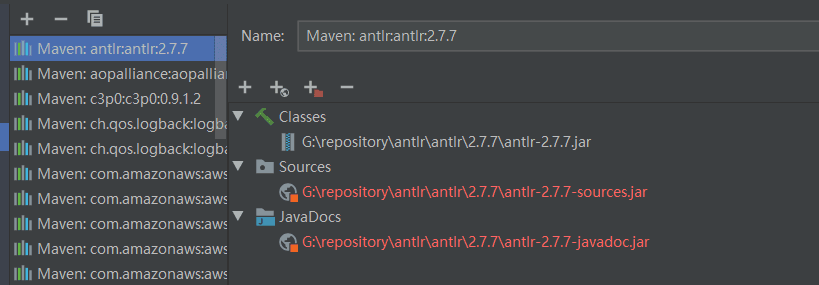 Maven: antlr:antlr:2.7.7
Maven: aopalliance:aopallia
Maven: c3p0:c3p0:0.9.1.2
Maven: ch.qos.logback:logba
Maven: ch.qos.logback:logba
Maven: com.amazonaws:aws
Maven: com.amazonaws:aws
Maven: com.amazonaws:aws
Maven: com.amazonaws:aws
Maven: com.amazonaws:aws
Name: Maven: antlr:antlr:2.7.7
Classes
G:\repository\antlr\antlr\2.7.7\antlr-2.7.7.jar
Sources
G:\repository\antlr\antlr\2.7.7\antlr-2.7.7-sources.jar
JavaDocs
G:\repository\antlr\antlr\2.7.7\antlr-2.7.7-javadoc.jar